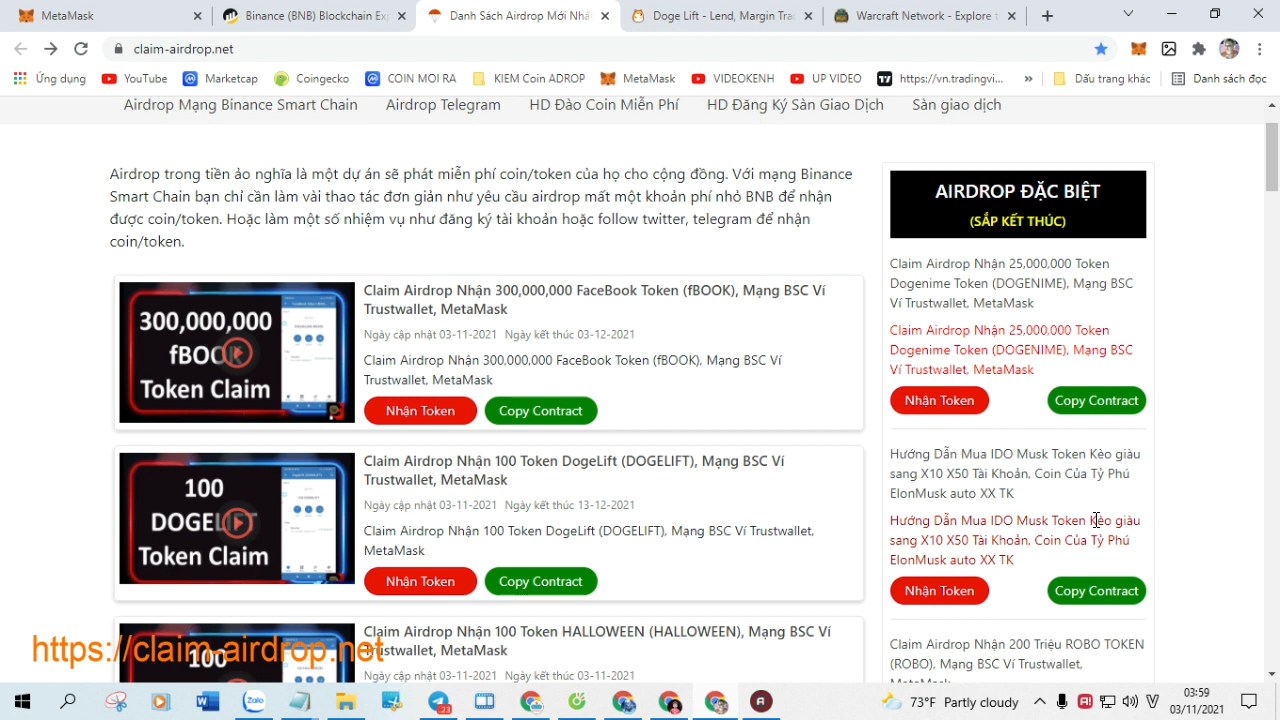 MetaMask
Binance (BNB) Blockchain Exp
Danh Sách Airdrop Mới Nhấ
Doge Lift - Lend, Margin Trad
Warcraft Network - Explore t
claim-airdrop.net
Ứng dụng
YouTube
Marketcap
Coingecko
COIN MOI RA
KIEM Coin ADROP
MetaMask
VIDEOKENH
UP VIDEO
https://vn.tradingvi...
»
Dấu trang khác
Danh sách đọc
Airdrop Mạng Binance Smart Chain
Airdrop Telegram
HD Đào Coin Miễn Phí
HD Đăng Ký Sàn Giao Dịch
Sàn giao dịch
Airdrop trong tiền ảo nghĩa là một dự án sẽ phát miễn phí coin/token của họ cho cộng đồng. Với mạng Binance
Smart Chain bạn chỉ cần làm vài thao tác đơn giản như yêu cầu airdrop mất một khoản phí nhỏ BNB để nhận
được coin/token. Hoặc làm một số nhiệm vụ như đăng ký tài khoản hoặc follow twitter, telegram để nhận
coin/token.
300,000,000
fBOOK
Token Claim
Claim Airdrop Nhận 300,000,000 FaceBook Token (fBOOK), Mạng BSC Ví
Trustwallet, MetaMask
Ngày cập nhật 03-11-2021 Ngày kết thúc 03-12-2021
Claim Airdrop Nhận 300,000,000 FaceBook Token (fBOOK), Mạng BSC Ví
Trustwallet, MetaMask
Nhận Token
Copy Contract
100
DOGELIFT
Token Claim
Claim Airdrop Nhận 100 Token DogeLift (DOGELIFT), Mạng BSC Ví
Trustwallet, MetaMask
Ngày cập nhật 03-11-2021 Ngày kết thúc 13-12-2021
Claim Airdrop Nhận 100 Token DogeLift (DOGELIFT), Mạng BSC Ví Trustwallet,
MetaMask
Nhận Token
Copy Contract
100
Claim Airdrop Nhận 100 Token HALLOWEEN (HALLOWEEN), Mạng BSC Ví
Trustwallet, MetaMask
Ngày cập nhật 03-11-2021 Ngày kết thúc 03-11-2021
AIRDROP ĐẶC BIỆT
(SẮP KẾT THÚC)
Claim Airdrop Nhận 25,000,000 Token
Dogenime Token (DOGENIME), Mạng BSC
Ví Trustwallet, MetaMask
Claim Airdrop Nhận 25,000,000 Token
Dogenime Token (DOGENIME), Mạng BSC
Ví Trustwallet, MetaMask
Nhận Token
Copy Contract
Hướng Dẫn Mua IDO Musk Token Kèo giàu
sang X10 X50 Tài Khoản, Coin Của Tỷ Phú
ElonMusk auto XX TK
Hướng Dẫn Mua IDO Musk Token Kèo giàu
sang X10 X50 Tài Khoản, Coin Của Tỷ Phú
ElonMusk auto XX TK
Nhận Token
Copy Contract
Claim Airdrop Nhận 200 Triệu ROBO TOKEN
(ROBO), Mạng BSC Ví Trustwallet,
MetaMask
https://claim-airdrop.net
Zalo
23
73°F Partly cloudy
03:59
03/11/2021